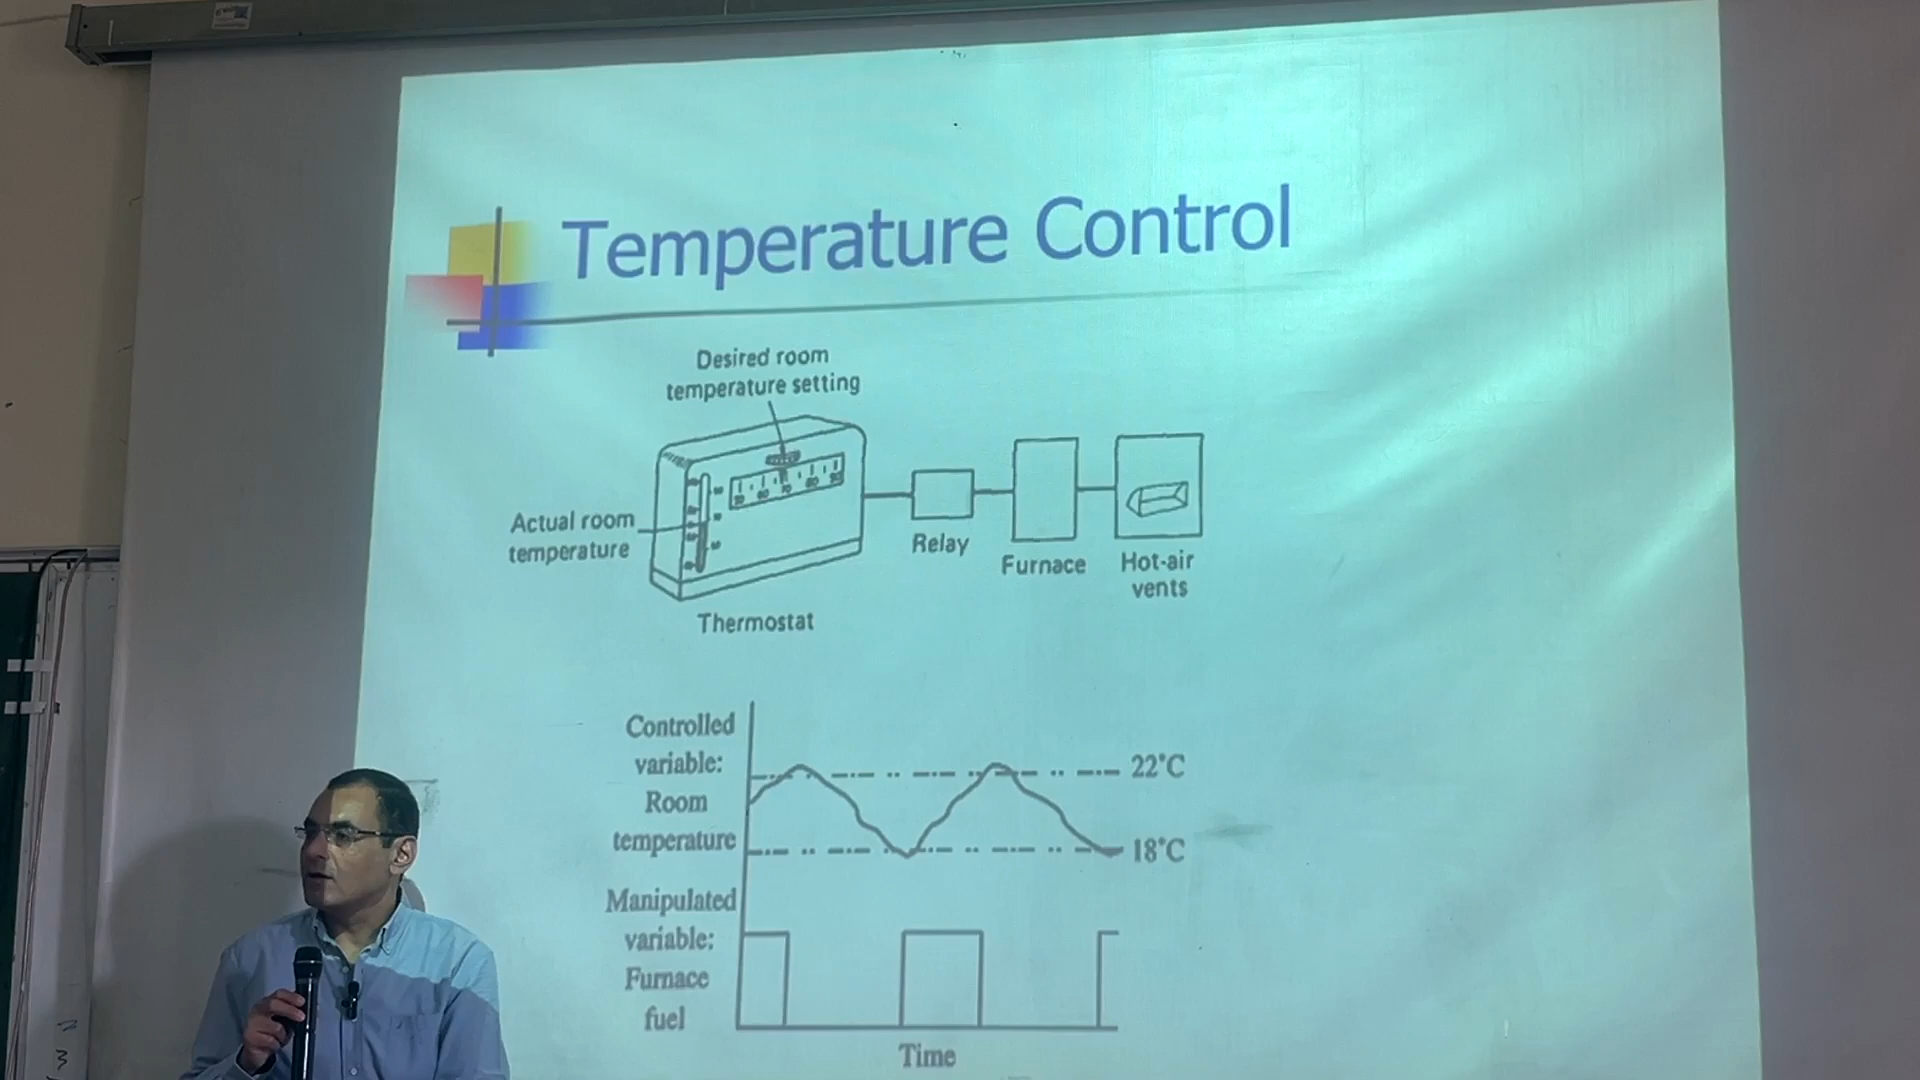 Temperature Control
Desired room
temperature setting
Actual room
temperature
Relay
Furnace
Hot-air
vents
Thermostat
Controlled
variable:
Room
temperature
22°C
18°C
Manipulated
variable:
Furnace
fuel
Time